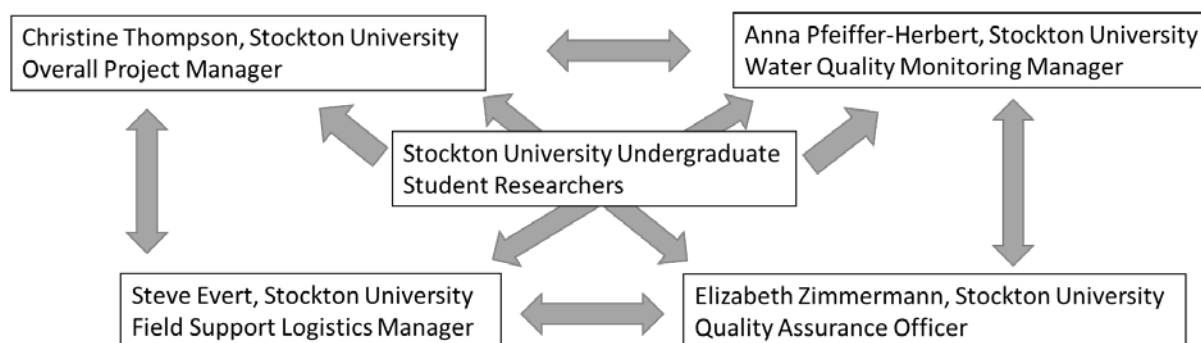 Christine Thompson, Stockton University
Overall Project Manager
Anna Pfeiffer-Herbert, Stockton University
Water Quality Monitoring Manager
Stockton University Undergraduate
Student Researchers
Steve Evert, Stockton University
Field Support Logistics Manager
Elizabeth Zimmermann, Stockton University
Quality Assurance Officer